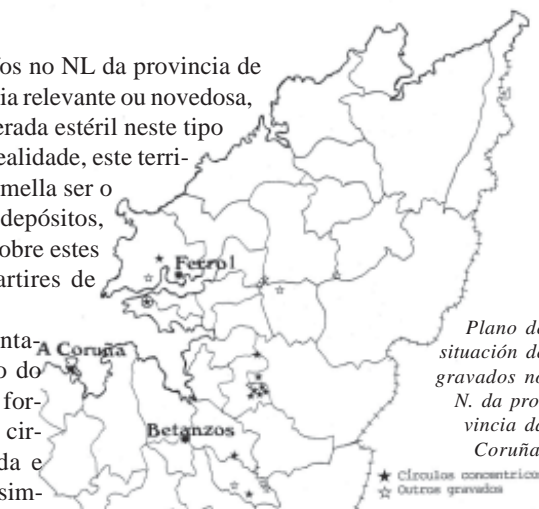 os no NL da provincia de
ia relevante ou novedosa,
erada estéril neste tipo
ealidade, este terri-
mella ser o
depósitos,
obre estes
artires de
nta-
o do
for-
cir-
da e
sim-
Ferrol
A Coruña
Betanzos
Plano de
situación de
gravados no
N. da pro-
vincia da
Coruña
★ Círculos concentricos
☆ Outros gravados